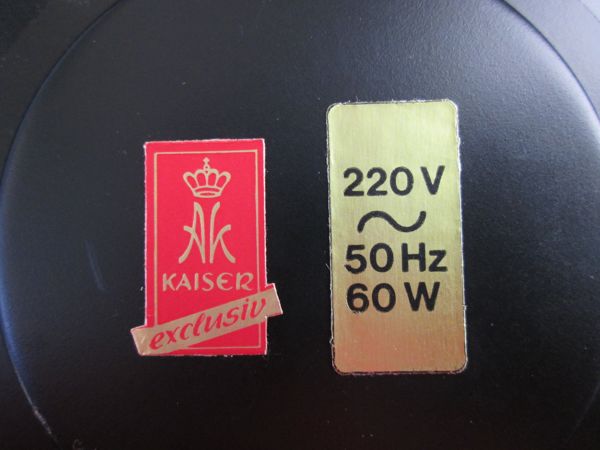 AK
KAISER
exclusiv
220 V
~
50 Hz
60 W